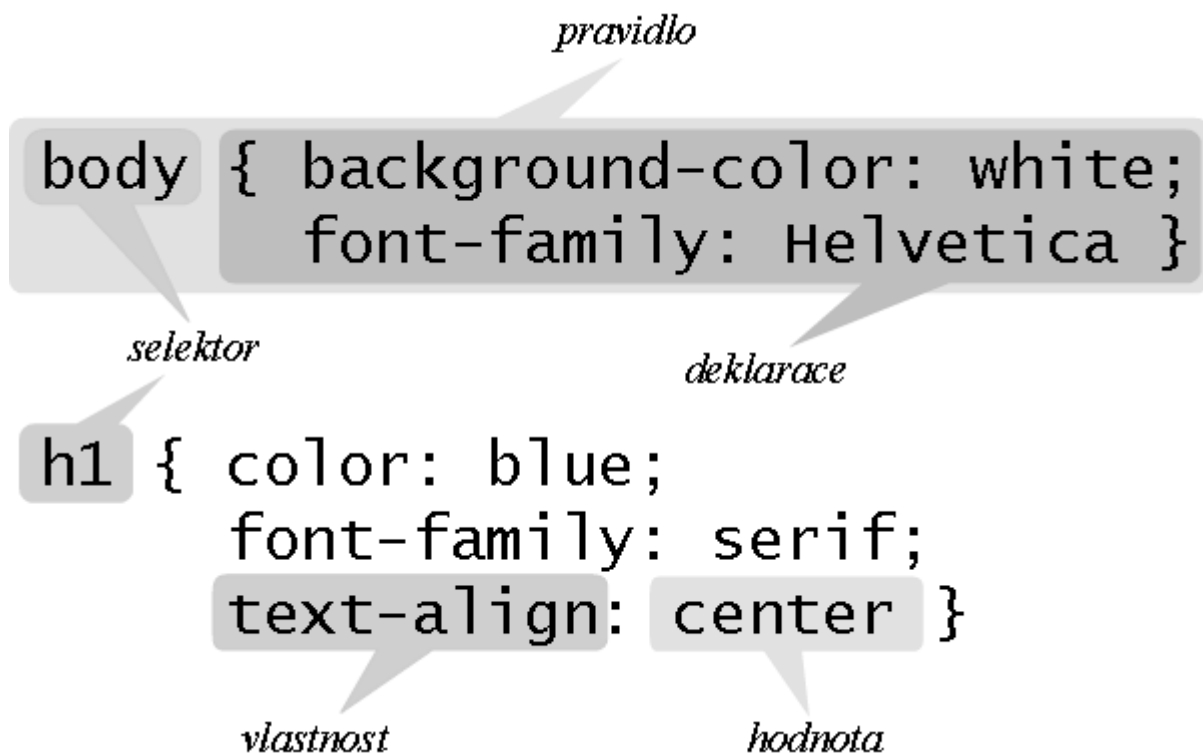 pravidlo
body { background-color: white;
font-family: Helvetica }
selektor
deklarace
h1 { color: blue;
font-family: serif;
text-align: center }
vlastnost
hodnota